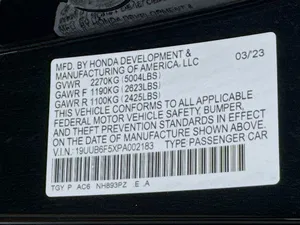 MFD. BY HONDA DEVELOPMENT & 03/23
MANUFACTURING OF AMERICA, LLC
GVWR 2270KG (5004LBS)
GAWR F 1190KG (2623LBS)
GAWR R 1100KG (2425LBS)
THIS VEHICLE CONFORMS TO ALL APPLICABLE
FEDERAL MOTOR VEHICLE SAFETY, BUMPER,
AND THEFT PREVENTION STANDARDS IN EFFECT
ON THE DATE OF MANUFACTURE SHOWN ABOVE.
V.I.N. 19UUB6F5XPA002183 TYPE PASSENGER CAR
TGY P AC6 NH893PZ E A